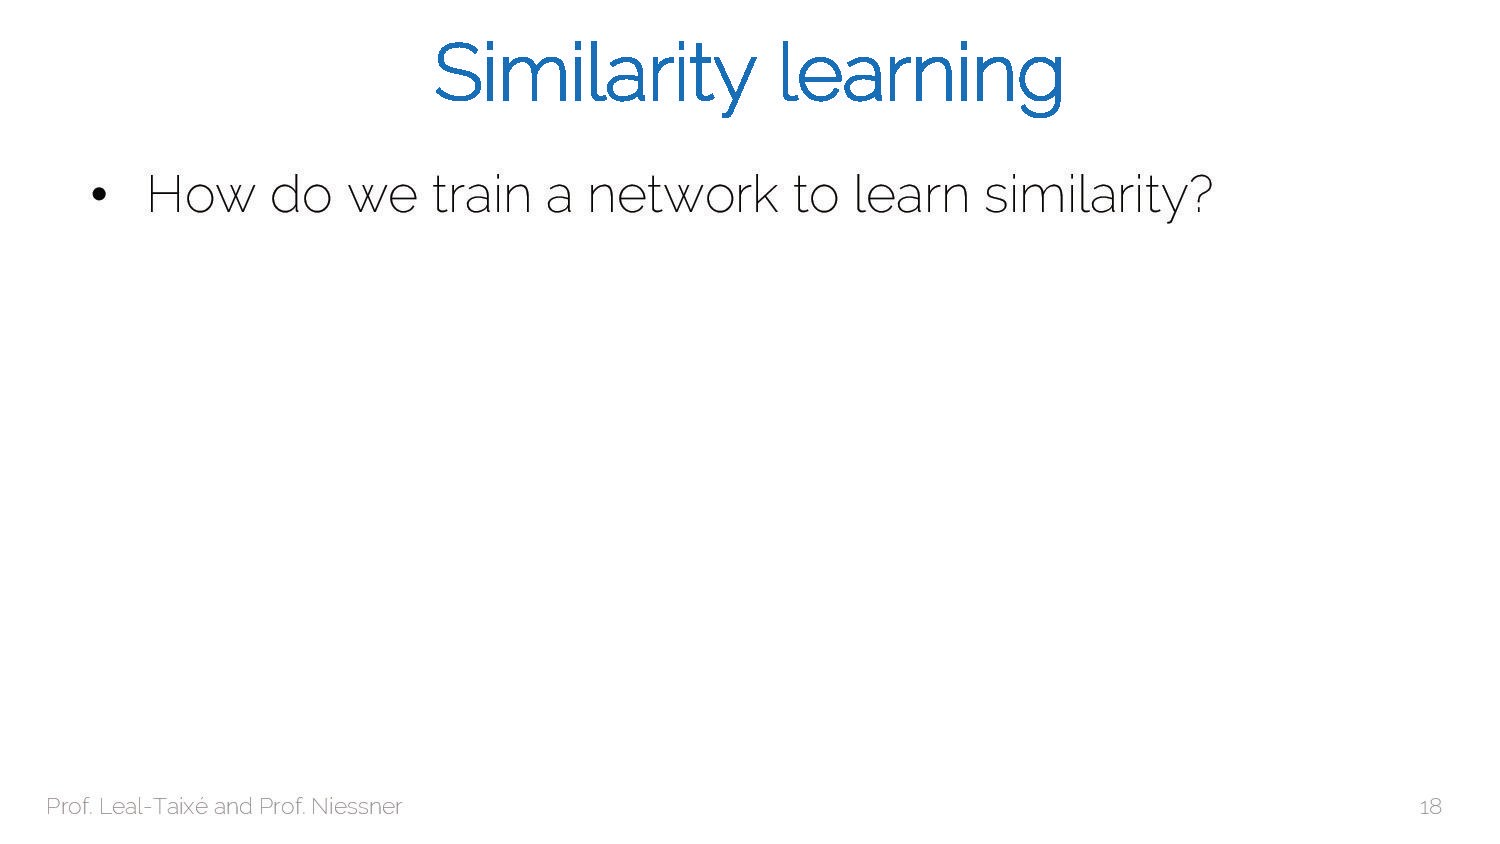 Similarity learning
• How do we train a network to learn similarity?
Prof. Leal-Taixé and Prof. Niessner
18